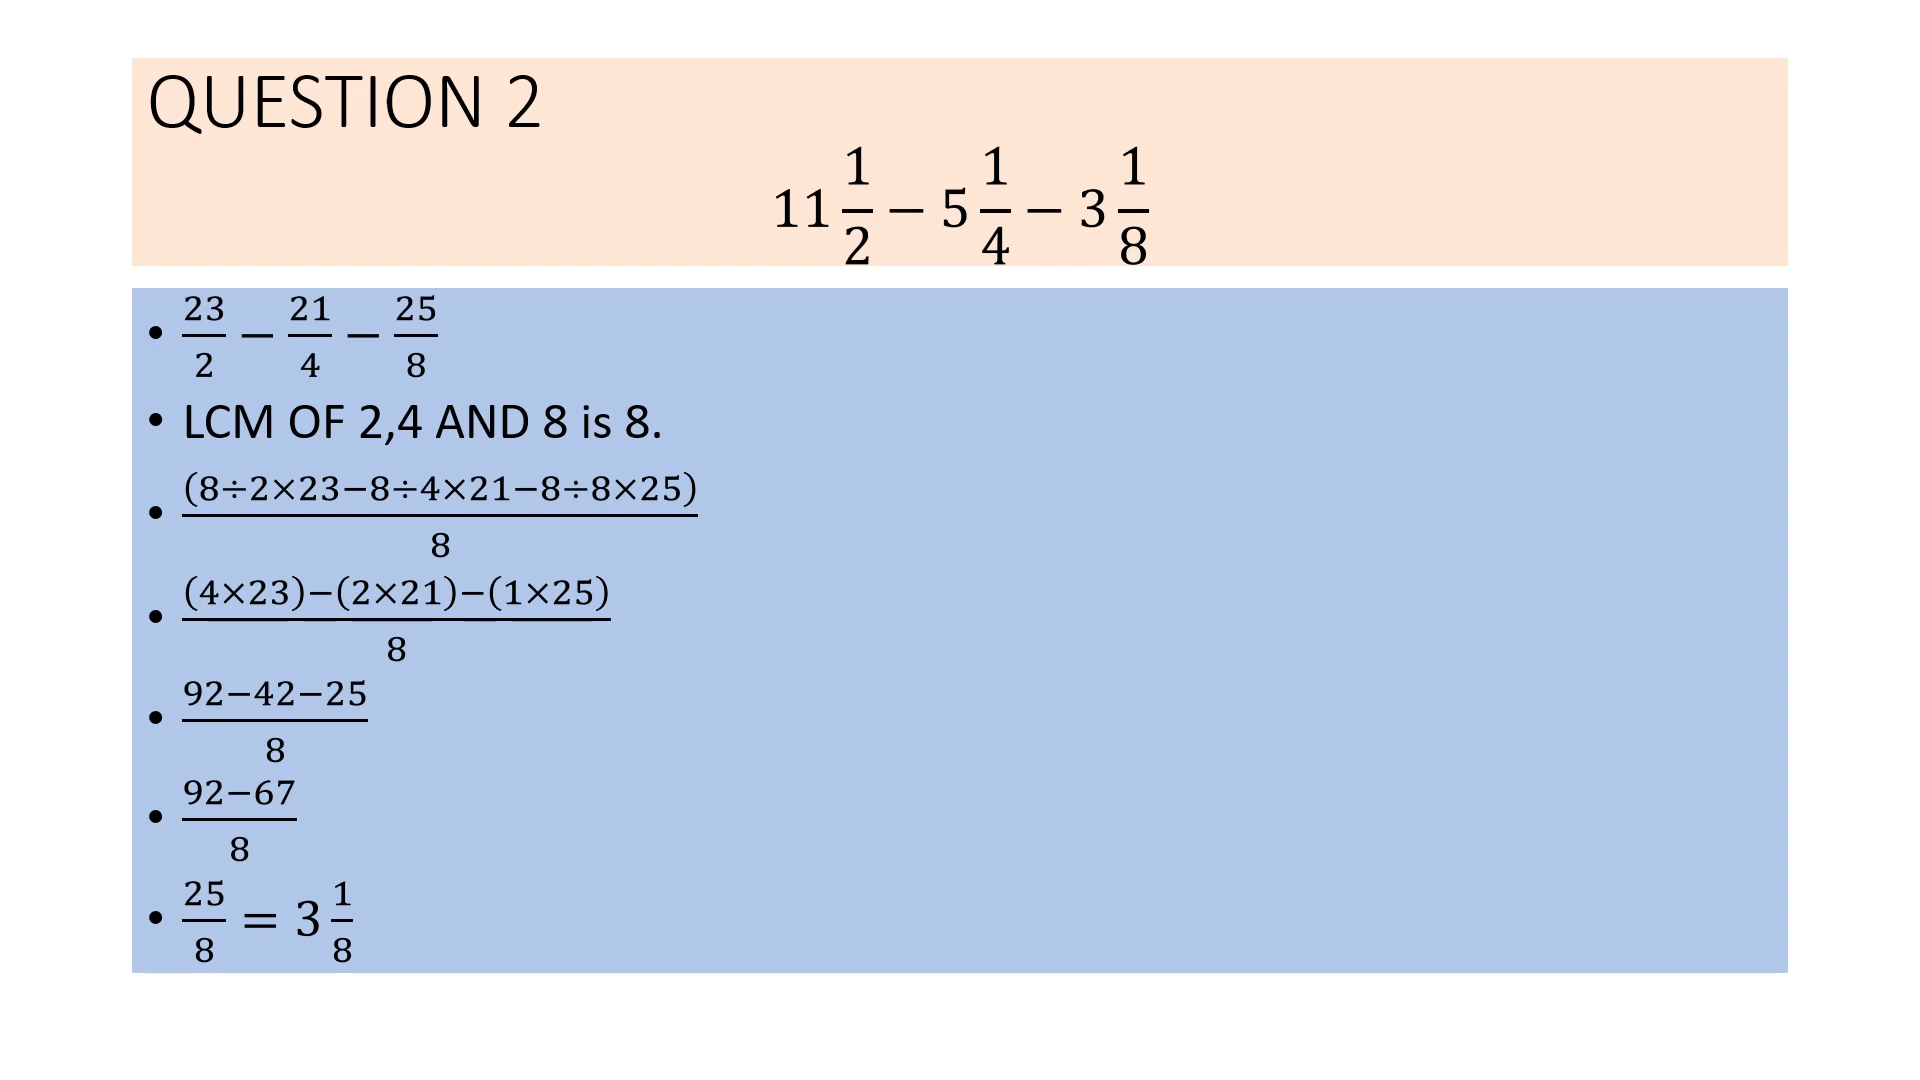 QUESTION 2
11 1/2 − 5 1/4 − 3 1/8
• 23/2 − 21/4 − 25/8
• LCM OF 2,4 AND 8 is 8.
• (8÷2×23−8÷4×21−8÷8×25)/8
• (4×23)−(2×21)−(1×25)/8
• 92−42−25/8
• 92−67/8
• 25/8 = 3 1/8